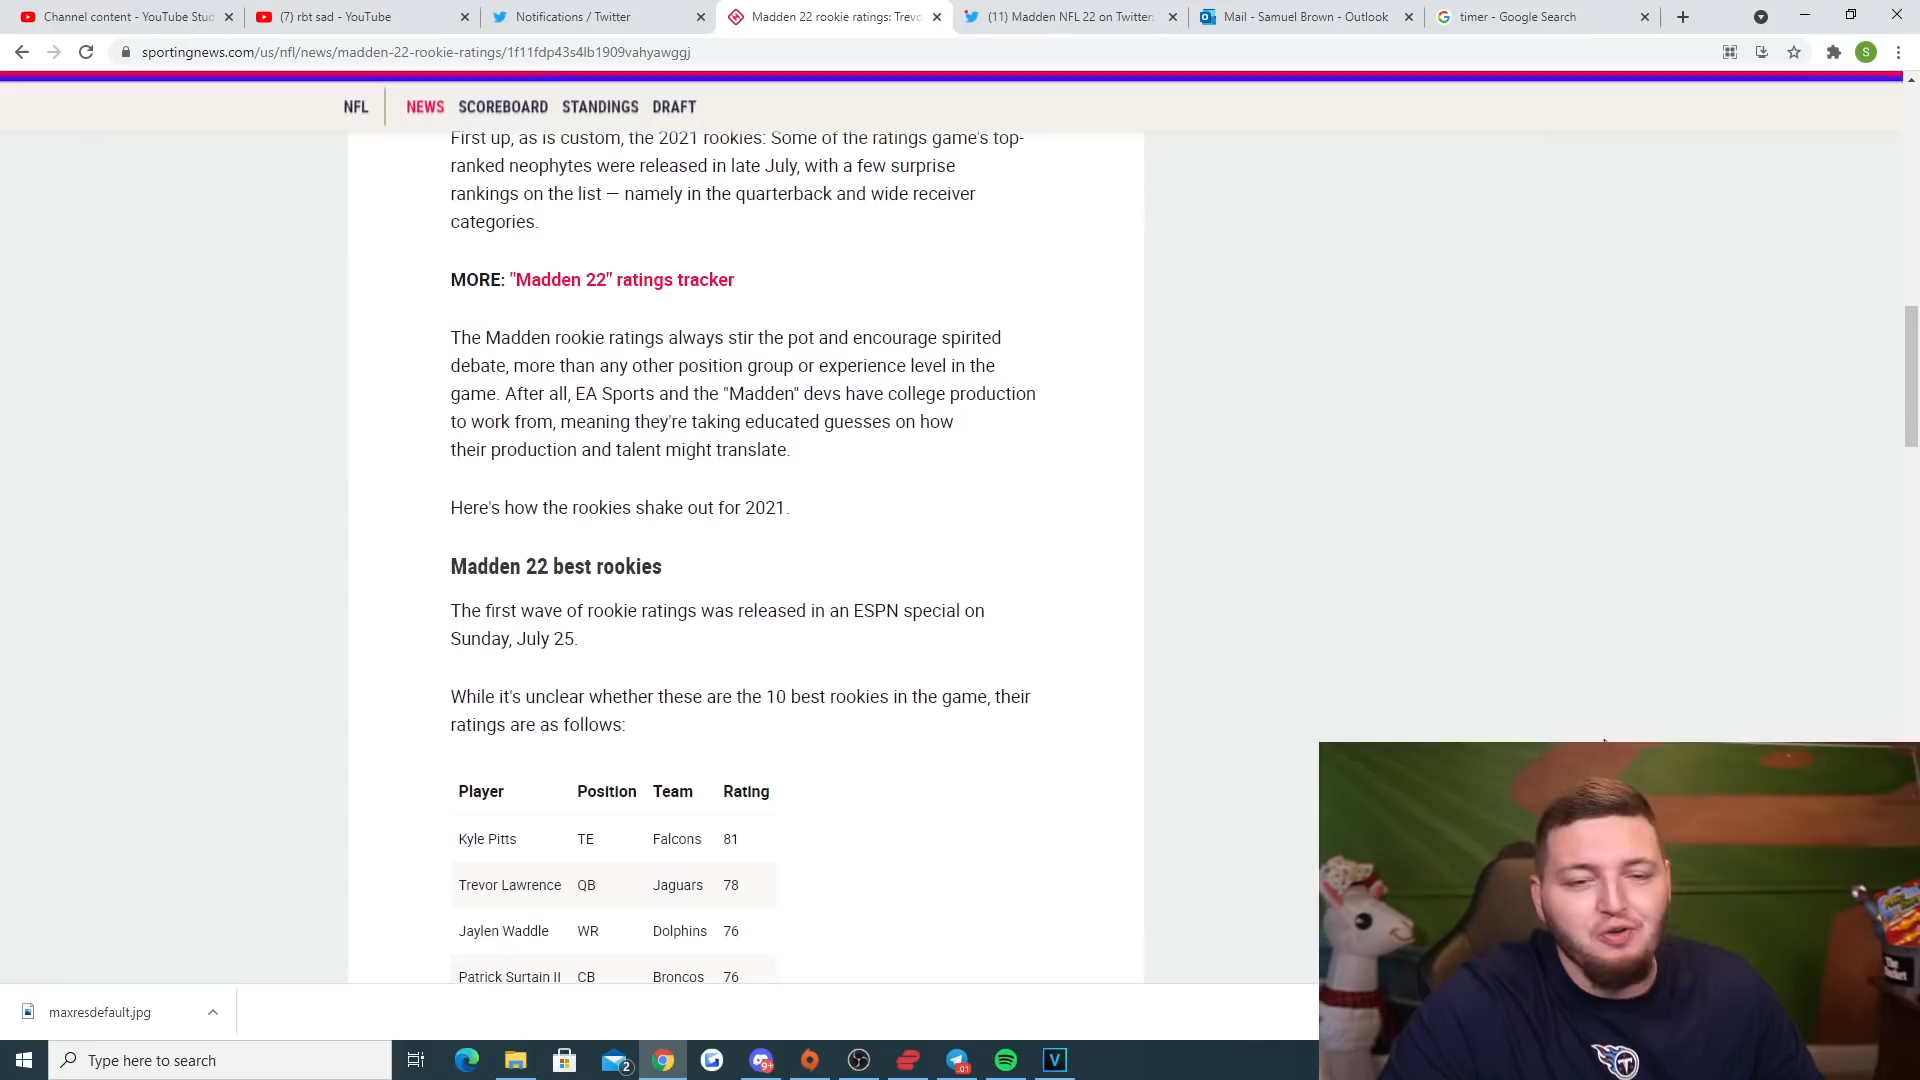 Channel content - YouTube Stud
(7) rbt sad - YouTube
Notifications / Twitter
Madden 22 rookie ratings: Trevo
(11) Madden NFL 22 on Twitter:
Mail - Samuel Brown - Outlook
timer - Google Search
sportingnews.com/us/nfl/news/madden-22-rookie-ratings/1f11fdp43s4lb1909vahyawggj
S
NFL NEWS SCOREBOARD STANDINGS DRAFT
First up, as is custom, the 2021 rookies: Some of the ratings game's top-
ranked neophytes were released in late July, with a few surprise
rankings on the list — namely in the quarterback and wide receiver
categories.
MORE: "Madden 22" ratings tracker
The Madden rookie ratings always stir the pot and encourage spirited
debate, more than any other position group or experience level in the
game. After all, EA Sports and the "Madden" devs have college production
to work from, meaning they're taking educated guesses on how
their production and talent might translate.
Here's how the rookies shake out for 2021.
Madden 22 best rookies
The first wave of rookie ratings was released in an ESPN special on
Sunday, July 25.
While it's unclear whether these are the 10 best rookies in the game, their
ratings are as follows:
Player Position Team Rating
Kyle Pitts TE Falcons 81
Trevor Lawrence QB Jaguars 78
Jaylen Waddle WR Dolphins 76
Patrick Surtain II CB Broncos 76
maxresdefault.jpg
Type here to search
2
9+
V